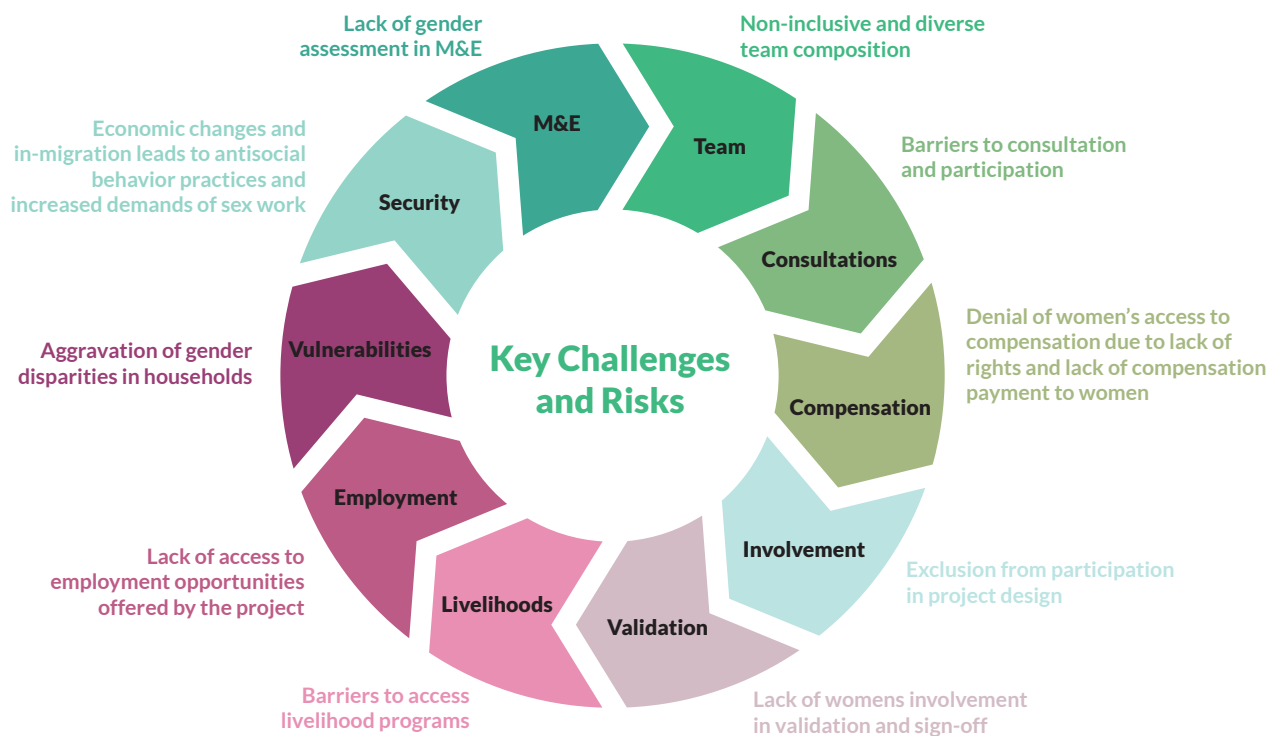 Key Challenges
and Risks
Team
Non-inclusive and diverse
team composition
Consultations
Barriers to consultation
and participation
Compensation
Denial of women’s access to
compensation due to lack of
rights and lack of compensation
payment to women
Involvement
Exclusion from participation
in project design
Validation
Lack of womens involvement
in validation and sign-off
Livelihoods
Barriers to access
livelihood programs
Employment
Lack of access to
employment opportunities
offered by the project
Vulnerabilities
Aggravation of gender
disparities in households
Security
Economic changes and
in-migration leads to antisocial
behavior practices and
increased demands of sex work
M&E
Lack of gender
assessment in M&E